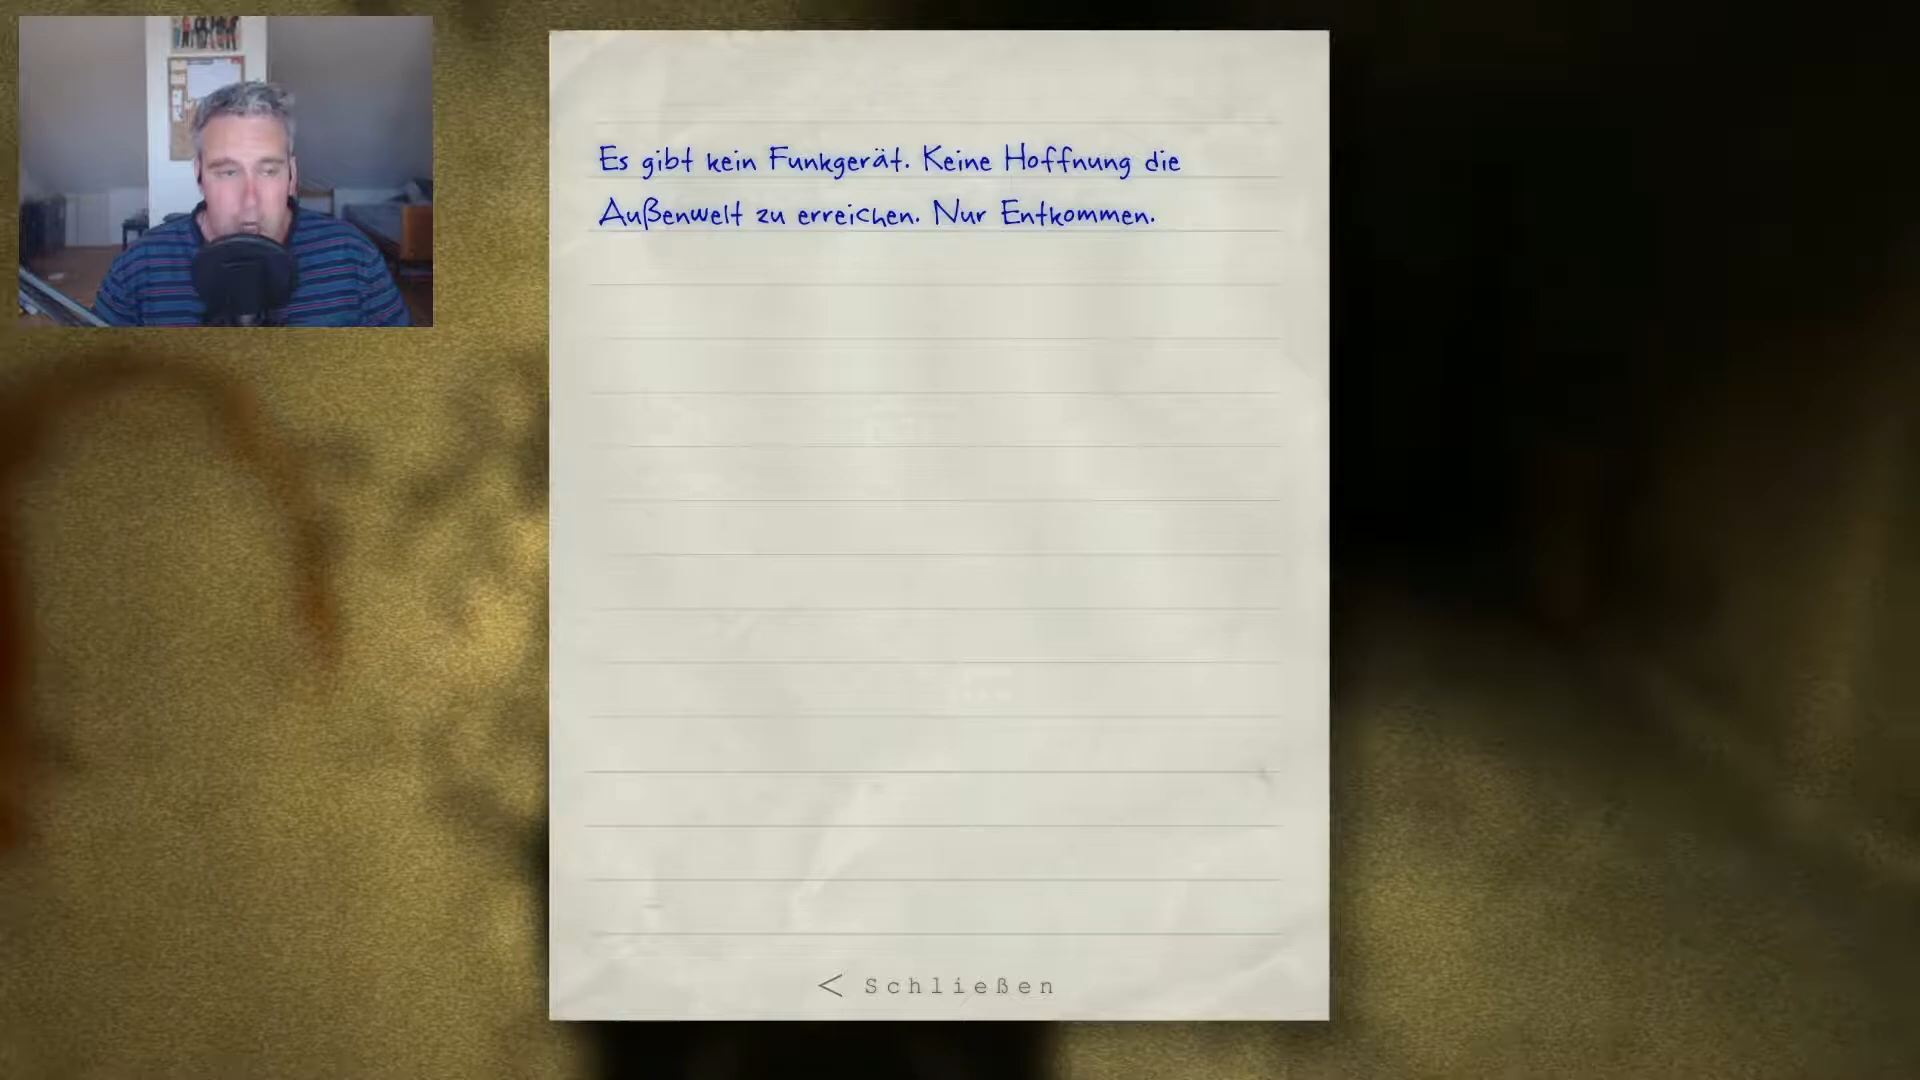 Es gibt kein Funkgerät. Keine Hoffnung die
Außenwelt zu erreichen. Nur Entkommen.
< Schließen